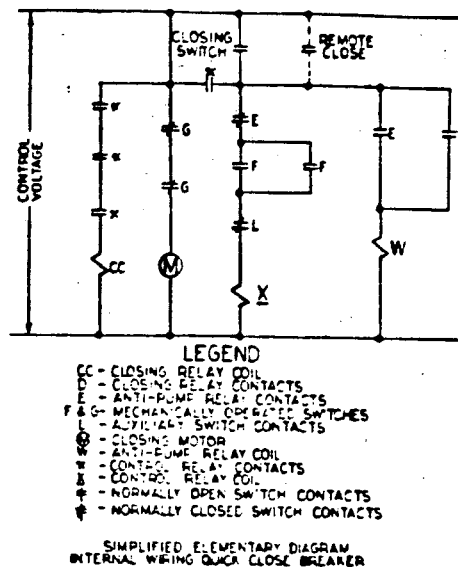 CLOSING
SWITCH
REMOTE
CLOSE
CONTROL
VOLTAGE
G
G
E
F
F
L
E
CC
M
X
W
LEGEND
CC - CLOSING RELAY COIL
D - CLOSING RELAY CONTACTS
E - ANTI-PUMP RELAY CONTACTS
F & G - MECHANICALLY OPERATED SWITCHES
L - AUXILIARY SWITCH CONTACTS
M - CLOSING MOTOR
W - ANTI-PUMP RELAY COIL
- CONTROL RELAY CONTACTS
X - CONTROL RELAY COIL
- NORMALLY OPEN SWITCH CONTACTS
- NORMALLY CLOSED SWITCH CONTACTS
SIMPLIFIED ELEMENTARY DIAGRAM
INTERNAL WIRING QUICK CLOSE BREAKER